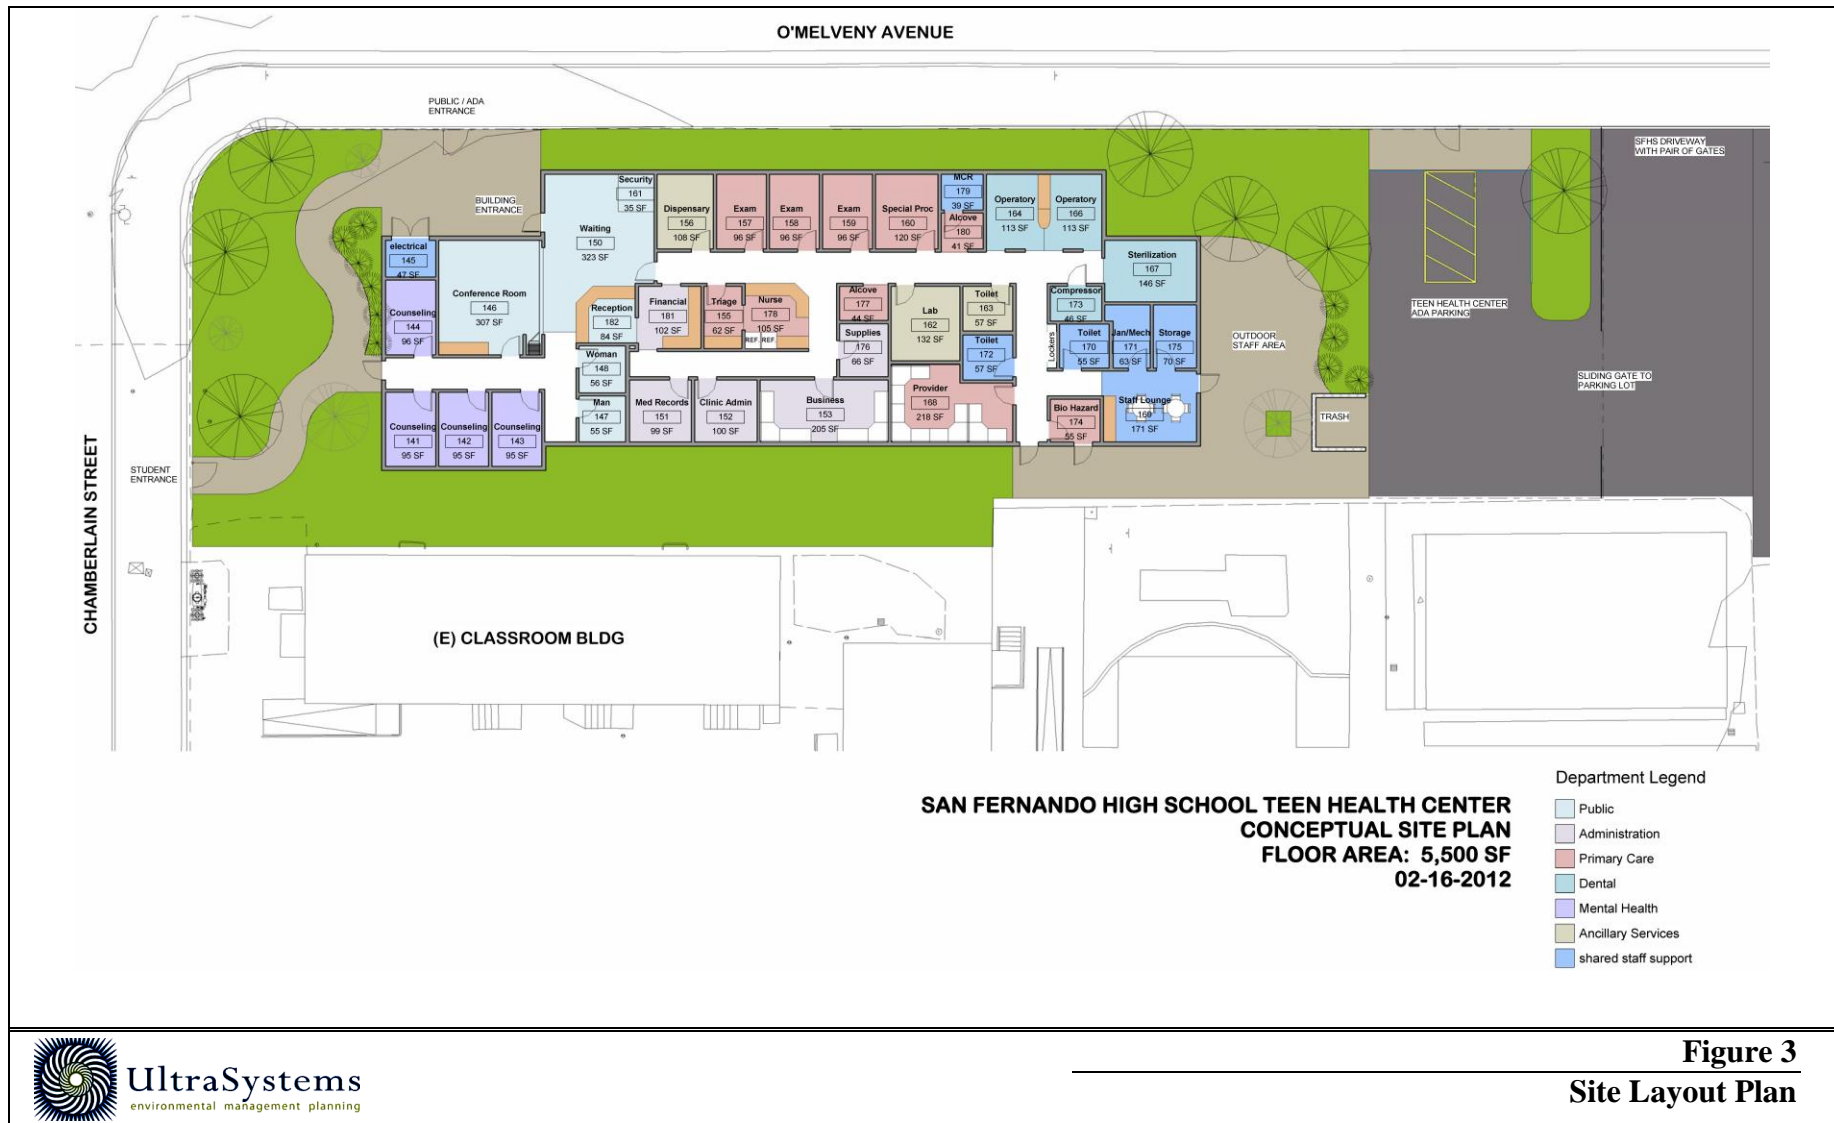 O'MELVENY AVENUE
PUBLIC / ADA
ENTRANCE
SFHS DRIVEWAY
WITH PAIR OF GATES
BUILDING
ENTRANCE
Security
161
35 SF
Waiting
150
323 SF
Dispensary
156
108 SF
Exam
157
96 SF
Exam
158
96 SF
Exam
159
96 SF
Special Proc
160
120 SF
MCR
179
39 SF
Alcove
180
41 SF
Operatory
164
113 SF
Operatory
166
113 SF
electrical
145
47 SF
Conference Room
146
307 SF
Counseling
144
96 SF
Reception
182
84 SF
Financial
181
102 SF
Triage
155
62 SF
Nurse
178
105 SF
REF.
REF.
Alcove
177
44 SF
Supplies
176
66 SF
Lab
162
132 SF
Toilet
163
57 SF
Toilet
172
57 SF
Sterilization
167
146 SF
Compressor
173
46 SF
Lockers
Toilet
170
55 SF
Jan/Mech
171
63 SF
Storage
175
70 SF
TEEN HEALTH CENTER
ADA PARKING
OUTDOOR
STAFF AREA
SLIDING GATE TO
PARKING LOT
TRASH
Woman
148
56 SF
Man
147
55 SF
Med Records
151
99 SF
Clinic Admin
152
100 SF
Business
153
205 SF
Provider
168
218 SF
Bio Hazard
174
55 SF
Staff Lounge
169
171 SF
Counseling
141
95 SF
Counseling
142
95 SF
Counseling
143
95 SF
STUDENT
ENTRANCE
CHAMBERLAIN STREET
(E) CLASSROOM BLDG
SAN FERNANDO HIGH SCHOOL TEEN HEALTH CENTER
CONCEPTUAL SITE PLAN
FLOOR AREA: 5,500 SF
02-16-2012
Department Legend
Public
Administration
Primary Care
Dental
Mental Health
Ancillary Services
shared staff support
UltraSystems
environmental management planning
Figure 3
Site Layout Plan